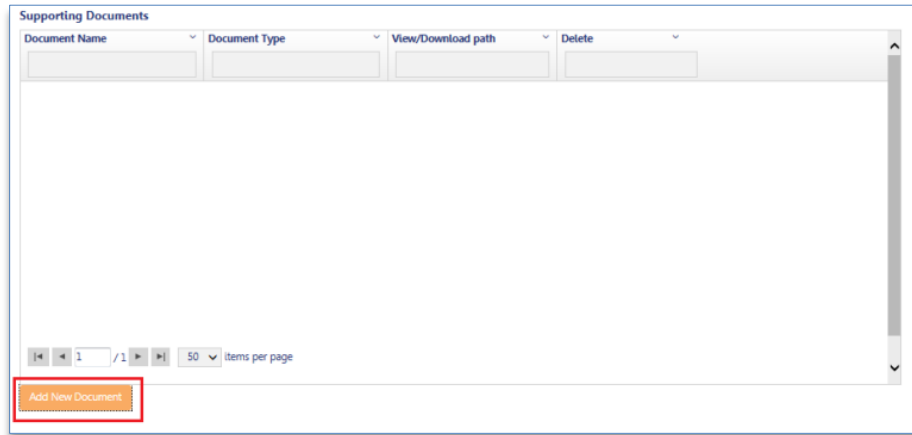 Supporting Documents
Document Name Document Type View/Download path Delete
1 /1 50 items per page
Add New Document